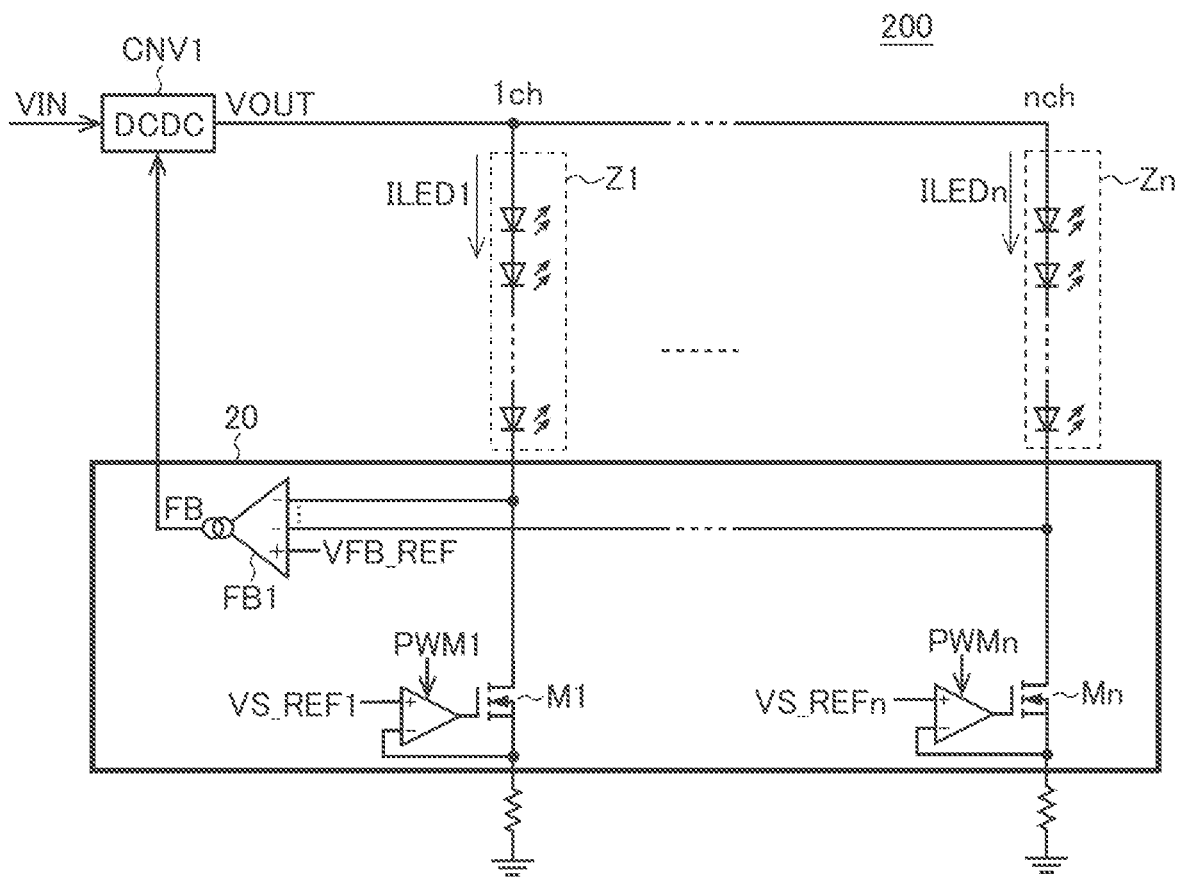 200
CNV1
VIN
DCDC
VOUT
1ch
nch
ILED1
Z1
ILEDn
Zn
20
FB
VFB_REF
FB1
PWM1
PWMn
VS_REF1
M1
VS_REFn
Mn